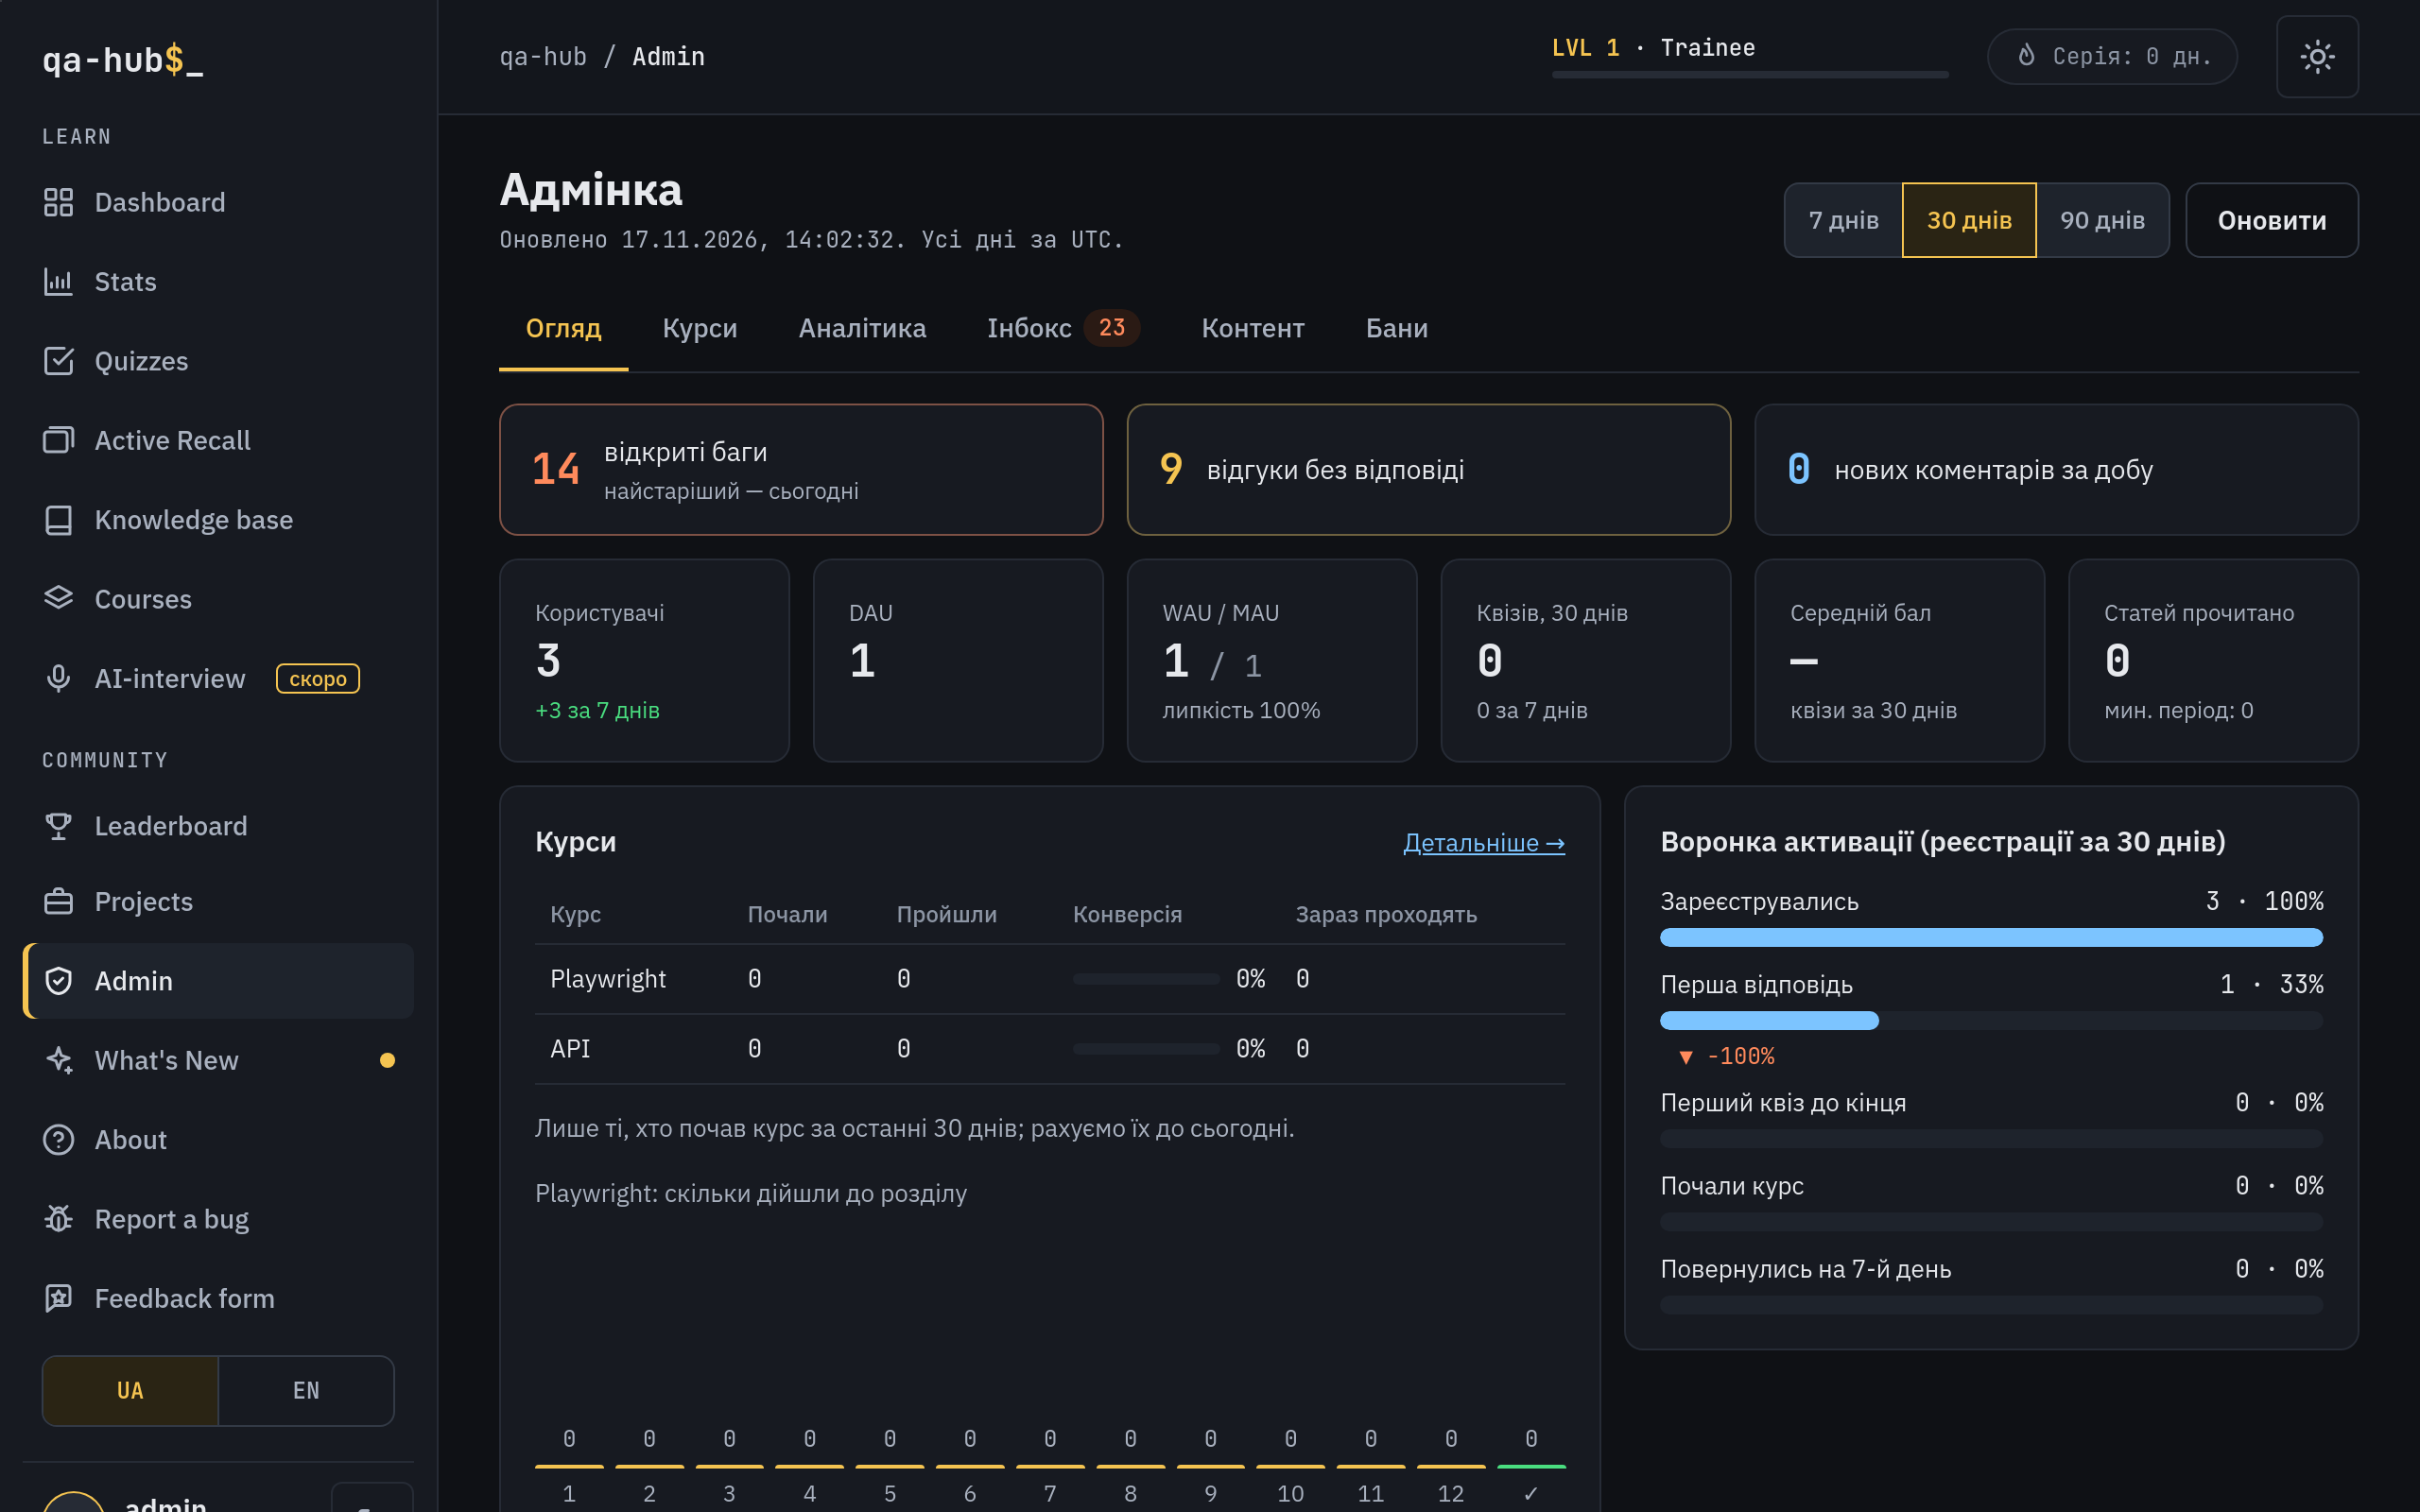 qa-hub$_
LEARN
Dashboard
Stats
Quizzes
Active Recall
Knowledge base
Courses
AI-interview скоро
COMMUNITY
Leaderboard
Projects
Admin
What's New
About
Report a bug
Feedback form
UA EN
admin
qa-hub / Admin
LVL 1 · Trainee
Серія: 0 дн.
Адмінка
Оновлено 17.11.2026, 14:02:32. Усі дні за UTC.
7 днів 30 днів 90 днів Оновити
Огляд Курси Аналітика Інбокс 23 Контент Бани
14 відкриті баги
найстаріший — сьогодні
9 відгуки без відповіді
0 нових коментарів за добу
Користувачі
3
+3 за 7 днів
DAU
1
WAU / MAU
1 / 1
липкість 100%
Квізів, 30 днів
0
0 за 7 днів
Середній бал
—
квізи за 30 днів
Статей прочитано
0
мин. період: 0
Курси Детальніше →
Курс Почали Пройшли Конверсія Зараз проходять
Playwright 0 0 0% 0
API 0 0 0% 0
Лише ті, хто почав курс за останні 30 днів; рахуємо їх до сьогодні.
Playwright: скільки дійшли до розділу
0 0 0 0 0 0 0 0 0 0 0 0 0
1 2 3 4 5 6 7 8 9 10 11 12 ✓
Воронка активації (реєстрації за 30 днів)
Зареєструвались 3 · 100%
Перша відповідь 1 · 33%
▼ -100%
Перший квіз до кінця 0 · 0%
Почали курс 0 · 0%
Повернулись на 7-й день 0 · 0%